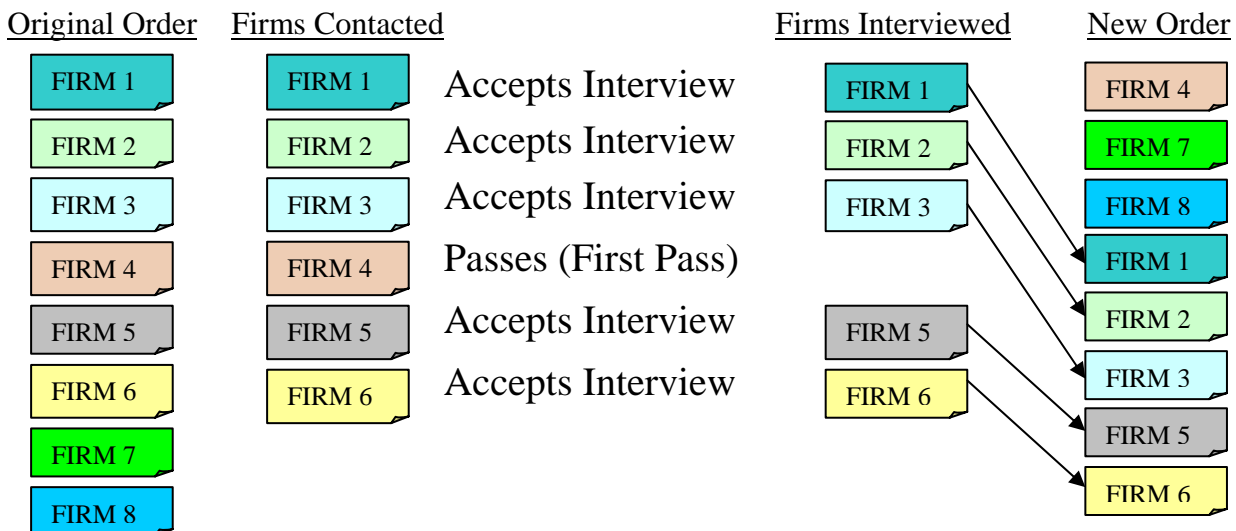 Original Order Firms Contacted Firms Interviewed New Order
FIRM 1 FIRM 1 Accepts Interview FIRM 1 FIRM 4
FIRM 2 FIRM 2 Accepts Interview FIRM 2 FIRM 7
FIRM 3 FIRM 3 Accepts Interview FIRM 3 FIRM 8
FIRM 4 FIRM 4 Passes (First Pass) FIRM 1
FIRM 5 FIRM 5 Accepts Interview FIRM 5 FIRM 2
FIRM 6 FIRM 6 Accepts Interview FIRM 6 FIRM 3
FIRM 7 FIRM 5
FIRM 8 FIRM 6